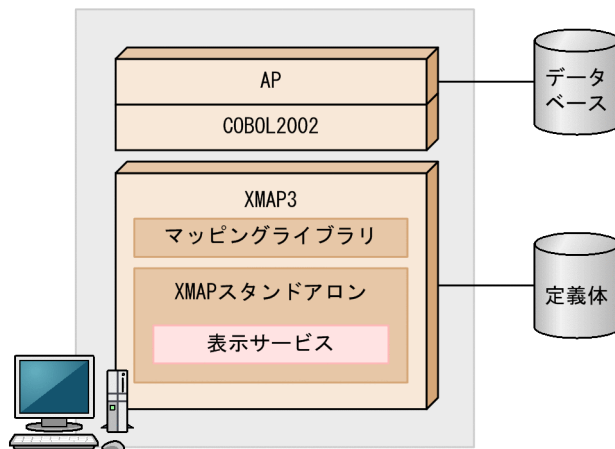 AP
COBOL2002
データ
ベース
XMAP3
マッピングライブラリ
XMAPスタンドアロン
表示サービス
定義体